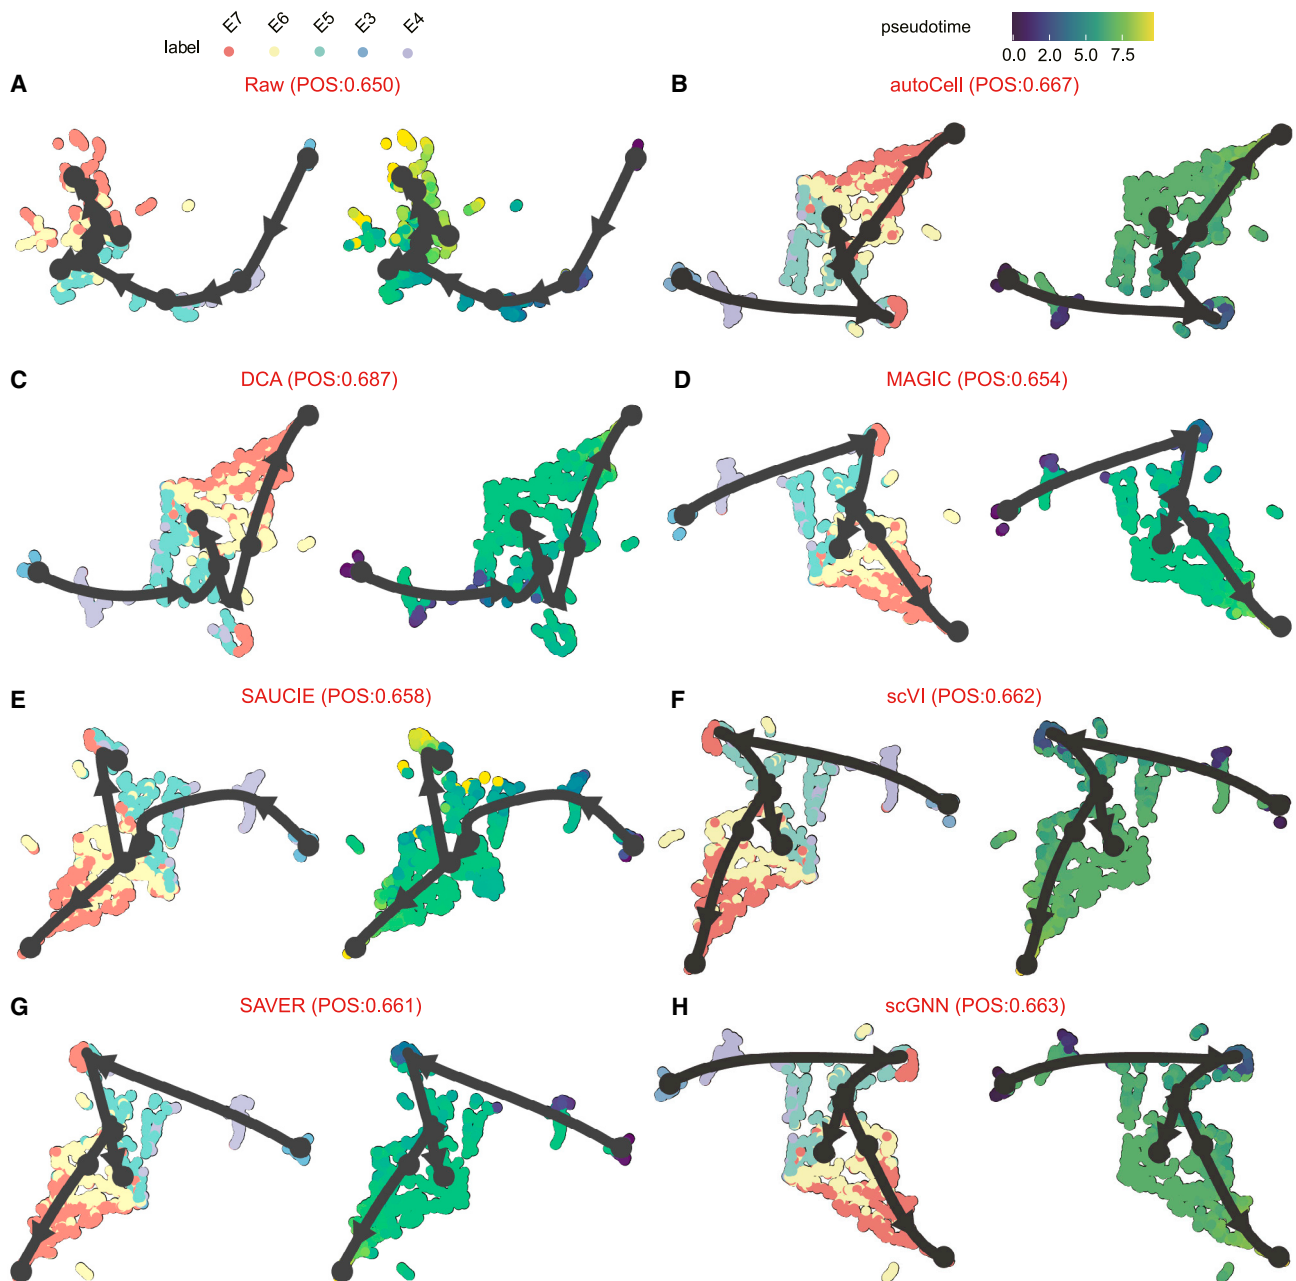 E7 E6 E5 E3 E4
label
pseudotime
0.0 2.0 5.0 7.5
A Raw (POS:0.650)
B autoCell (POS:0.667)
C DCA (POS:0.687)
D MAGIC (POS:0.654)
E SAUCIE (POS:0.658)
F scVI (POS:0.662)
G SAVER (POS:0.661)
H scGNN (POS:0.663)